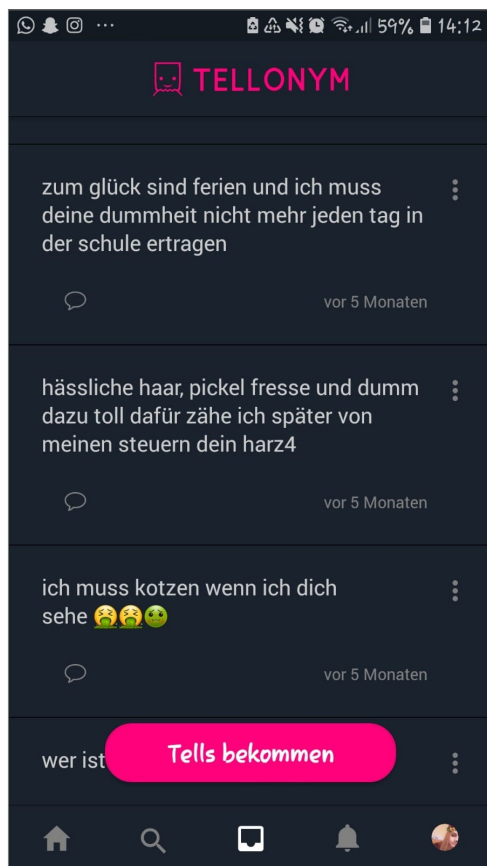 59% 14:12
TELLONYM
zum glück sind ferien und ich muss
deine dummheit nicht mehr jeden tag in
der schule ertragen
vor 5 Monaten
hässliche haar, pickel fresse und dumm
dazu toll dafür zähe ich später von
meinen steuern dein harz4
vor 5 Monaten
ich muss kotzen wenn ich dich
sehe 🤮🤮🤢
vor 5 Monaten
wer ist
Tells bekommen